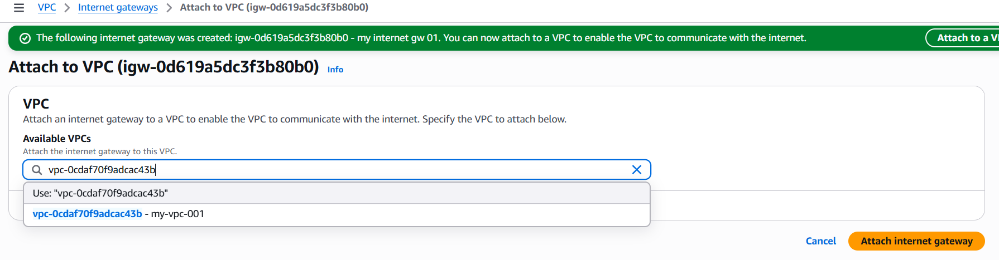 VPC > Internet gateways > Attach to VPC (igw-0d619a5dc3f3b80b0)
The following internet gateway was created: igw-0d619a5dc3f3b80b0 - my internet gw 01. You can now attach to a VPC to enable the VPC to communicate with the internet. Attach to a
Attach to VPC (igw-0d619a5dc3f3b80b0) Info
VPC
Attach an internet gateway to a VPC to enable the VPC to communicate with the internet. Specify the VPC to attach below.
Available VPCs
Attach the internet gateway to this VPC.
vpc-0cdaf70f9adcac43b
Use: "vpc-0cdaf70f9adcac43b"
vpc-0cdaf70f9adcac43b - my-vpc-001
Cancel Attach internet gateway